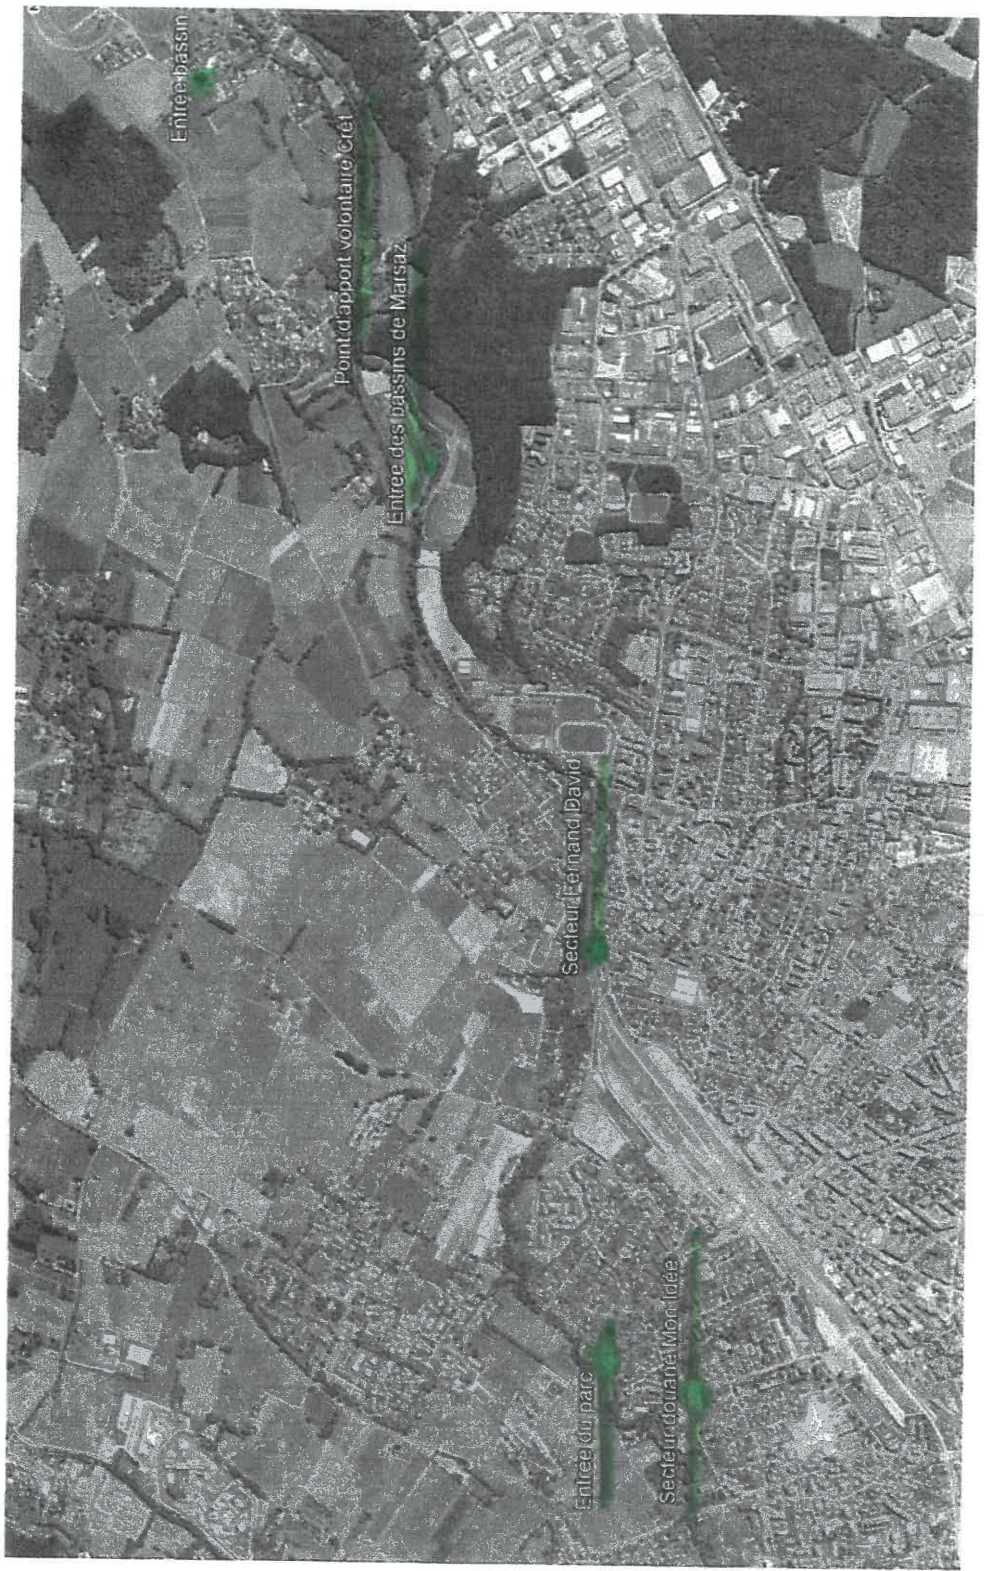 Entrée bassin
Point d'apport volontaire Crêt
Entrée des bassins de Marsaz
Secteur Fernand David
Entrée du parc
Secteur douane Mon Idée